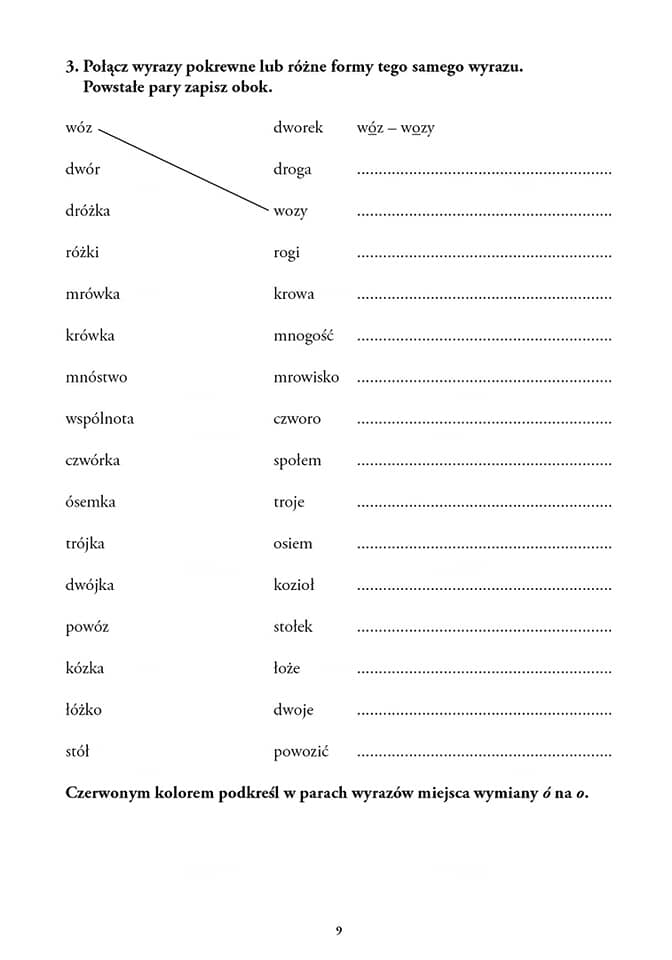 3. Połącz wyrazy pokrewne lub różne formy tego samego wyrazu.
Powstałe pary zapisz obok.
wóz dworek wóz – wozy
dwór droga ................................................................
dróżka wozy ................................................................
różki rogi ................................................................
mrówka krowa ................................................................
krówka mnogość ................................................................
mnóstwo mrowisko ................................................................
wspólnota czworo ................................................................
czwórka społem ................................................................
ósemka troje ................................................................
trójka osiem ................................................................
dwójka kozioł ................................................................
powóz stołek ................................................................
kózka łoże ................................................................
łóżko dwoje ................................................................
stół powozić ................................................................
Czerwonym kolorem podkreśl w parach wyrazów miejsca wymiany ó na o.
9